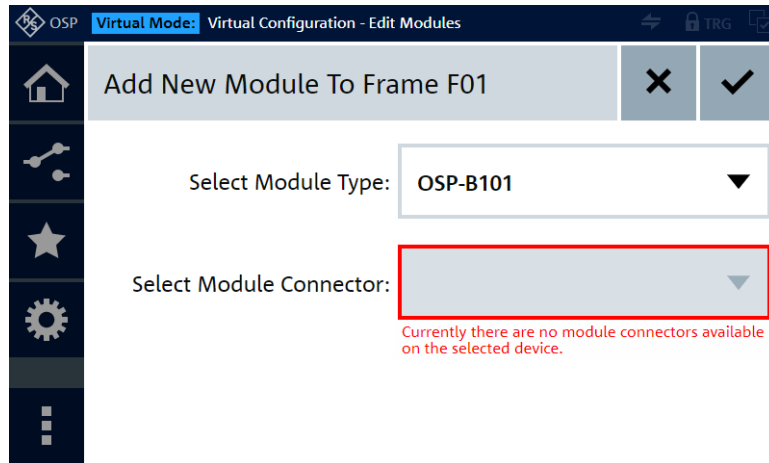 R&S OSP Virtual Mode: Virtual Configuration - Edit Modules TRG
Add New Module To Frame F01
Select Module Type: OSP-B101
Select Module Connector:
Currently there are no module connectors available
on the selected device.